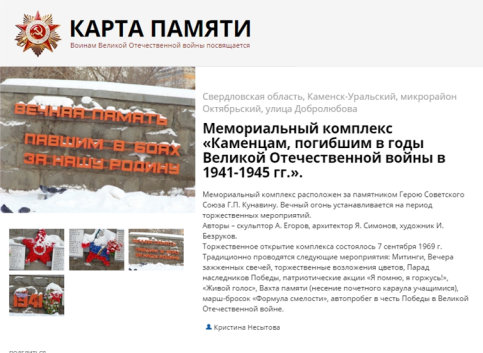 КАРТА ПАМЯТИ
Воинам Великой Отечественной войны посвящается
ВЕЧНАЯ ПАМЯТЬ
ПАВШИМ В БОЯХ
ЗА НАШУ РОДИНУ
1941
Свердловская область, Каменск-Уральский, микрорайон
Октябрьский, улица Добролюбова
Мемориальный комплекс
«Каменцам, погибшим в годы
Великой Отечественной войны в
1941-1945 гг.».
Мемориальный комплекс расположен за памятником Герою Советского
Союза Г.П. Кунавину. Вечный огонь устанавливается на период
торжественных мероприятий.
Авторы – скульптор А. Егоров, архитектор Я. Симонов, художник И.
Безруков.
Торжественное открытие комплекса состоялось 7 сентября 1969 г.
Традиционно проводятся следующие мероприятия: Митинги, Вечера
зажженных свечей, торжественные возложения цветов, Парад
наследников Победы, патриотические акции «Я помню, я горжусь!»,
«Живой голос», Вахта памяти (несение почетного караула учащимися),
марш-бросок «Формула смелости», автопробег в честь Победы в Великой
Отечественной войне.
Кристина Несытова